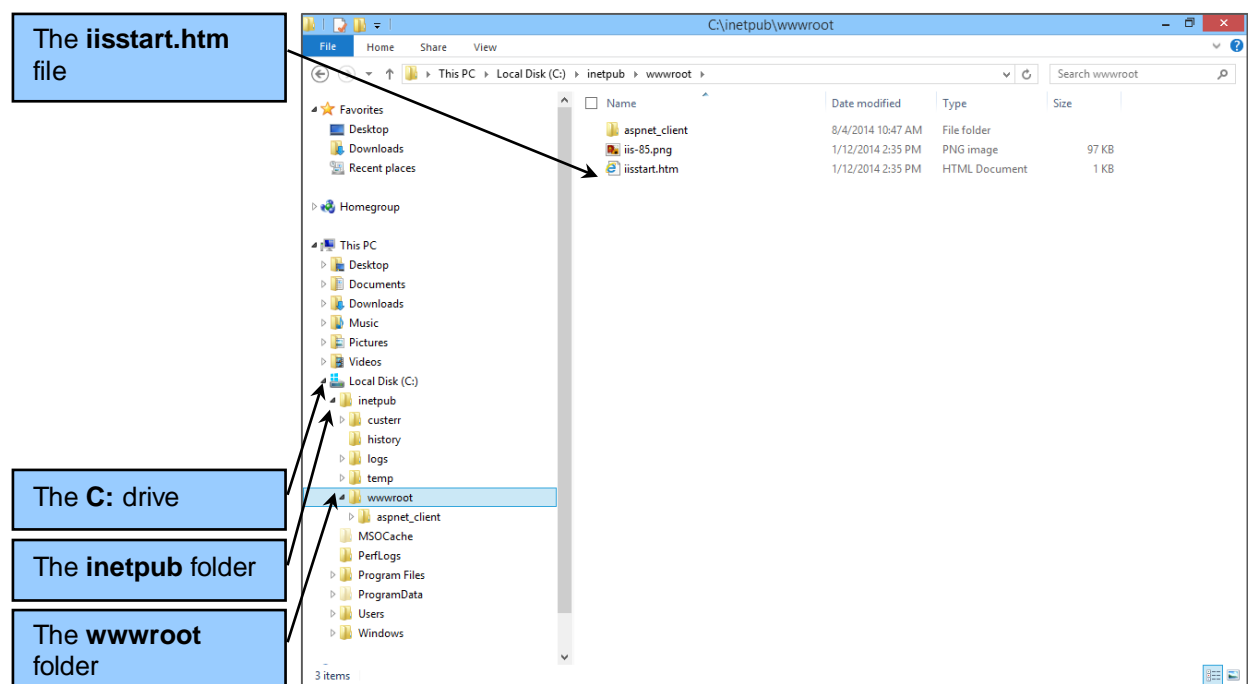 The iisstart.htm
file
C:\inetpub\wwwroot
File Home Share View
This PC Local Disk (C:) inetpub wwwroot
Search wwwroot
Name Date modified Type Size
aspnet_client 8/4/2014 10:47 AM File folder
iis-85.png 1/12/2014 2:35 PM PNG image 97 KB
iisstart.htm 1/12/2014 2:35 PM HTML Document 1 KB
Favorites
Desktop
Downloads
Recent places
Homegroup
This PC
Desktop
Documents
Downloads
Music
Pictures
Videos
Local Disk (C:)
inetpub
custerr
history
logs
temp
wwwroot
aspnet_client
MSOCache
PerfLogs
Program Files
ProgramData
Users
Windows
3 items
The C: drive
The inetpub folder
The wwwroot
folder